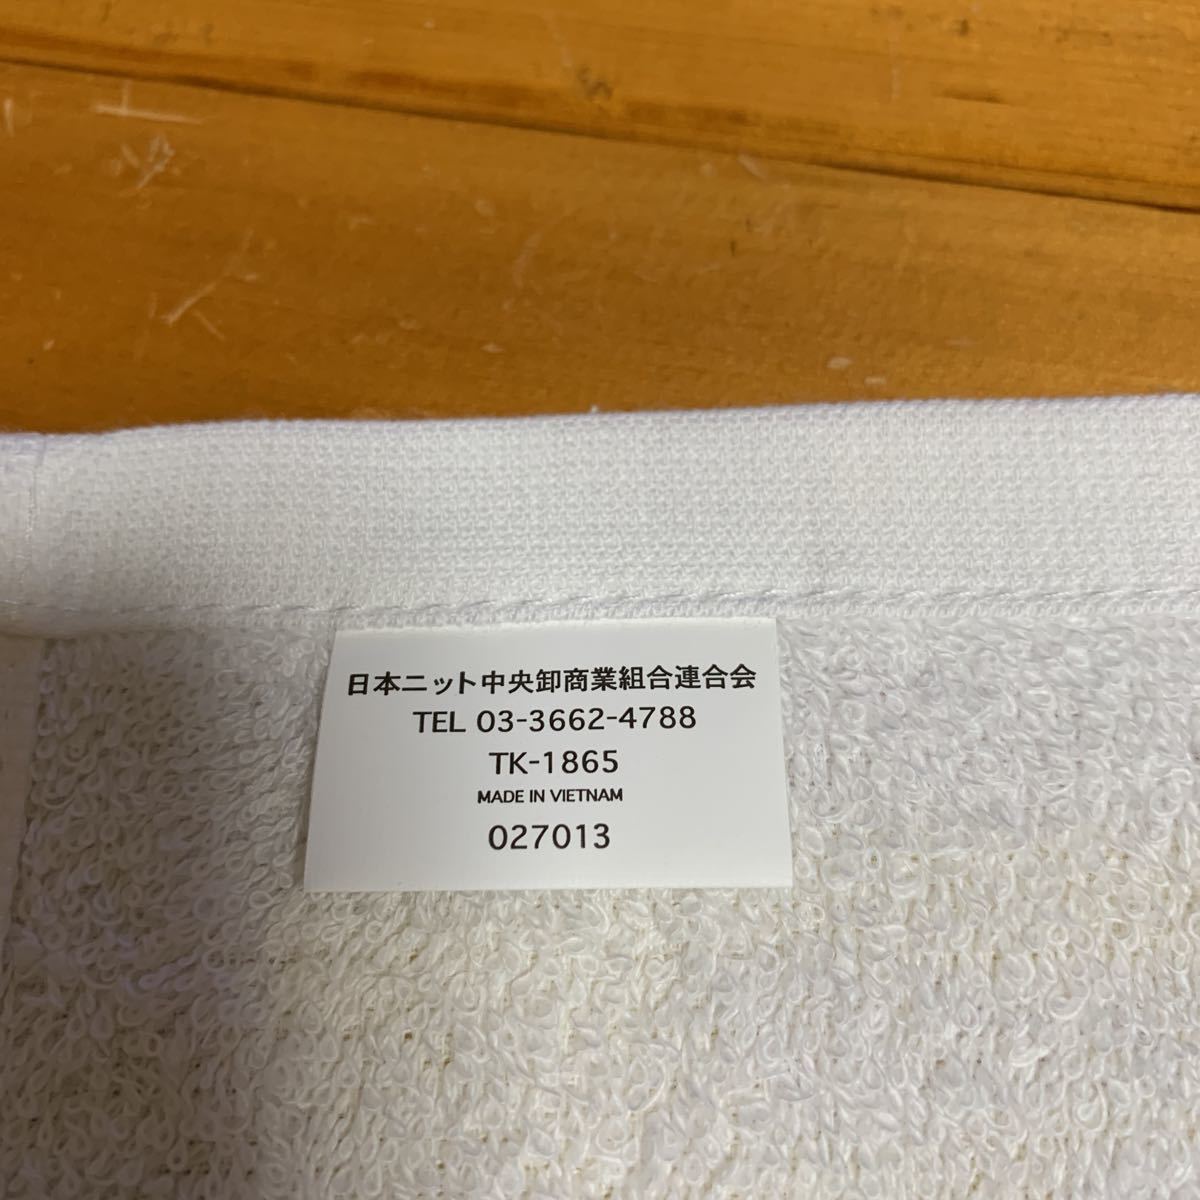 日本ニット中央卸商業組合連合会
TEL 03-3662-4788
TK-1865
MADE IN VIETNAM
027013